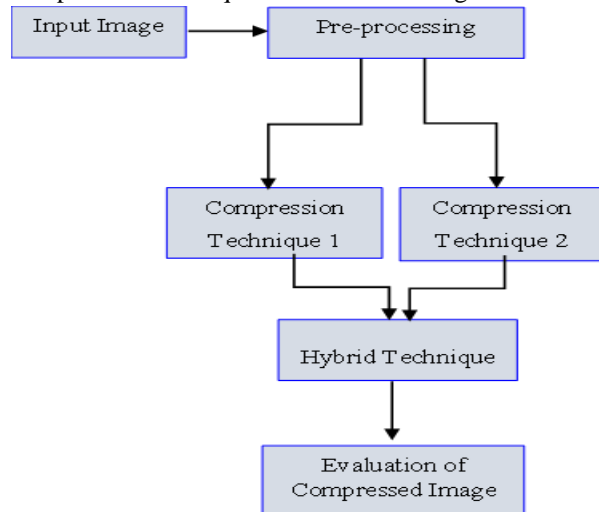 Input Image
Pre-processing
Compression
Technique 1
Compression
Technique 2
Hybrid Technique
Evaluation of
Compressed Image